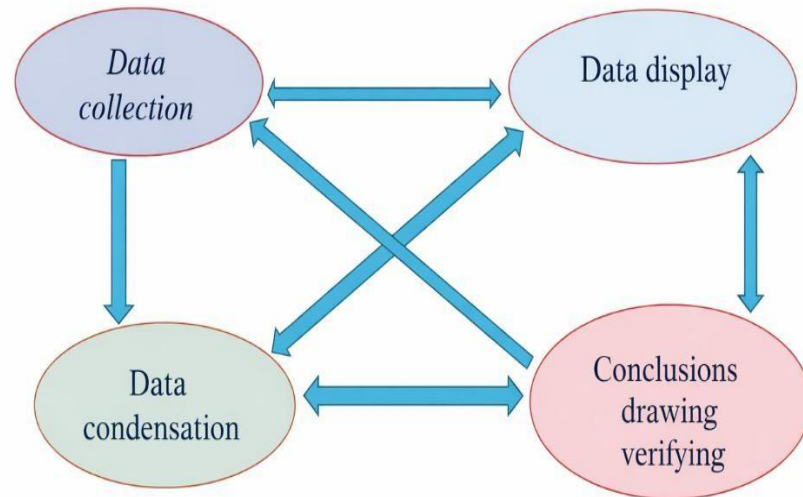 Data
collection
Data display
Data
condensation
Conclusions
drawing
verifying